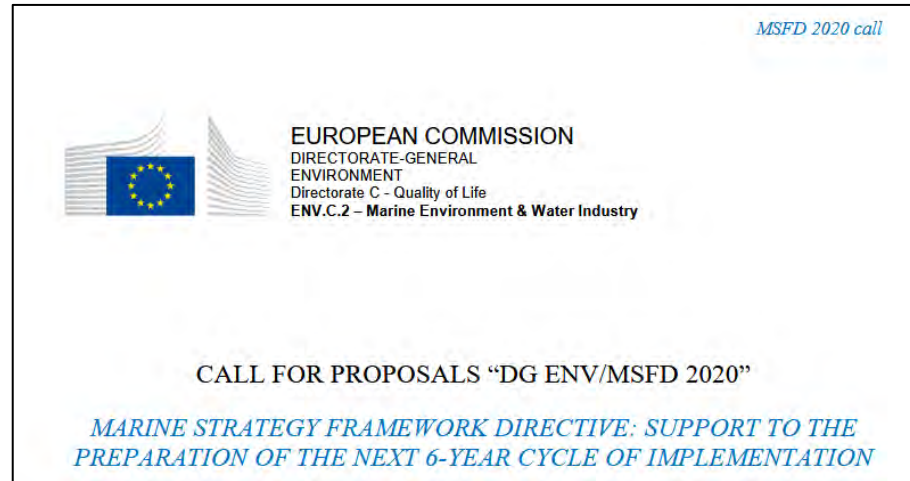 MSFD 2020 call
EUROPEAN COMMISSION
DIRECTORATE-GENERAL
ENVIRONMENT
Directorate C - Quality of Life
ENV.C.2 – Marine Environment & Water Industry
CALL FOR PROPOSALS “DG ENV/MSFD 2020”
MARINE STRATEGY FRAMEWORK DIRECTIVE: SUPPORT TO THE
PREPARATION OF THE NEXT 6-YEAR CYCLE OF IMPLEMENTATION